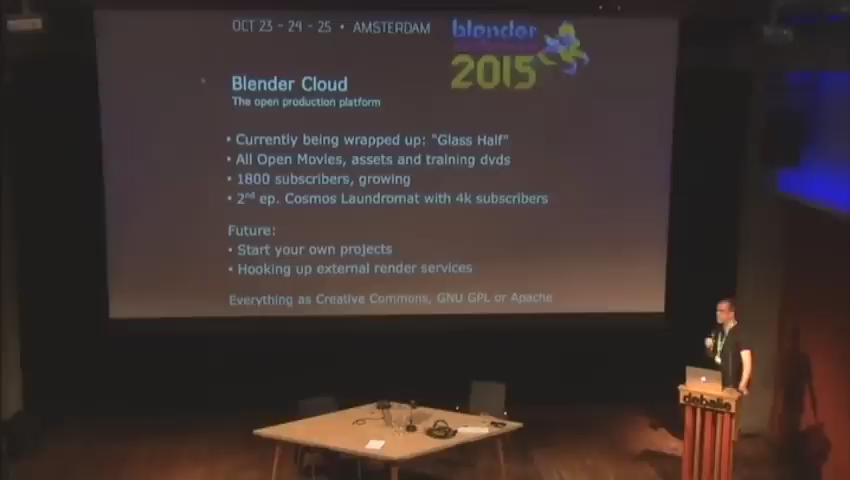 OCT 23 - 24 - 25 • AMSTERDAM
blender
2015
Blender Cloud
The open production platform
• Currently being wrapped up: "Glass Half"
• All Open Movies, assets and training dvds
• 1800 subscribers, growing
• 2nd ep. Cosmos Laundromat with 4k subscribers
Future:
• Start your own projects
• Hooking up external render services
Everything as Creative Commons, GNU GPL or Apache
debalie